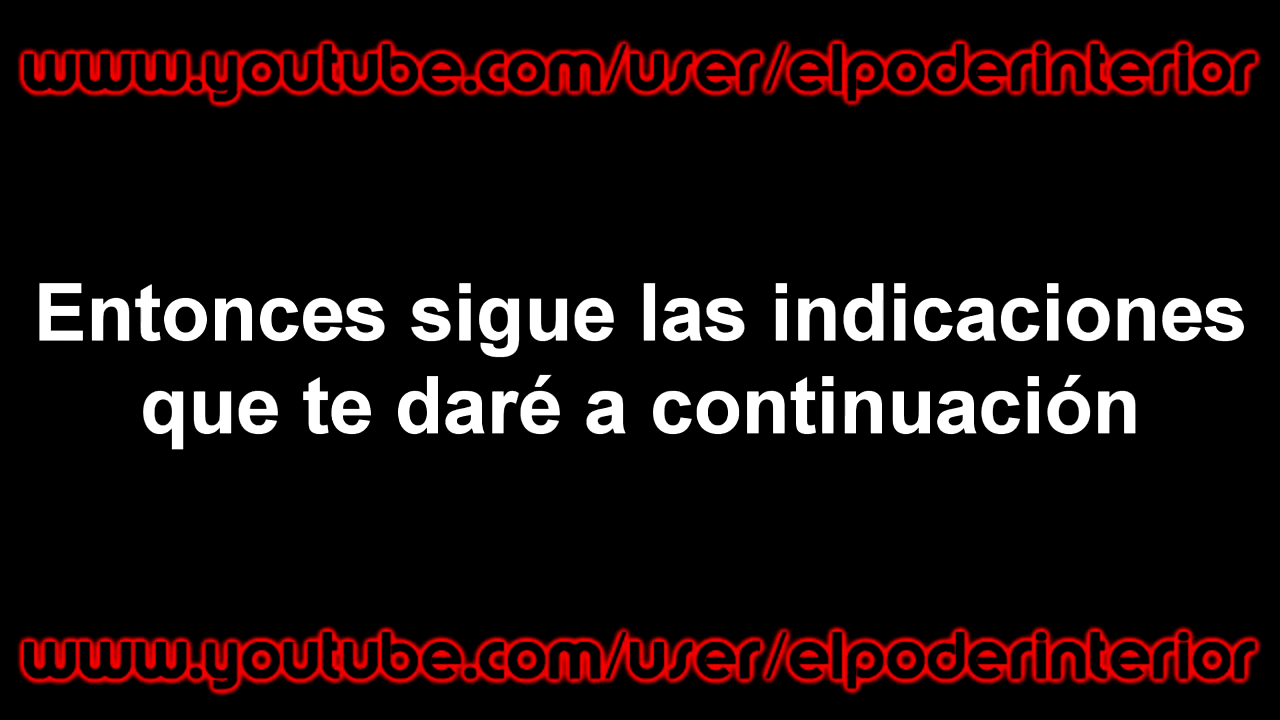 www.youtube.com/user/elpoderinterior
Entonces sigue las indicaciones
que te daré a continuación
www.youtube.com/user/elpoderinterior